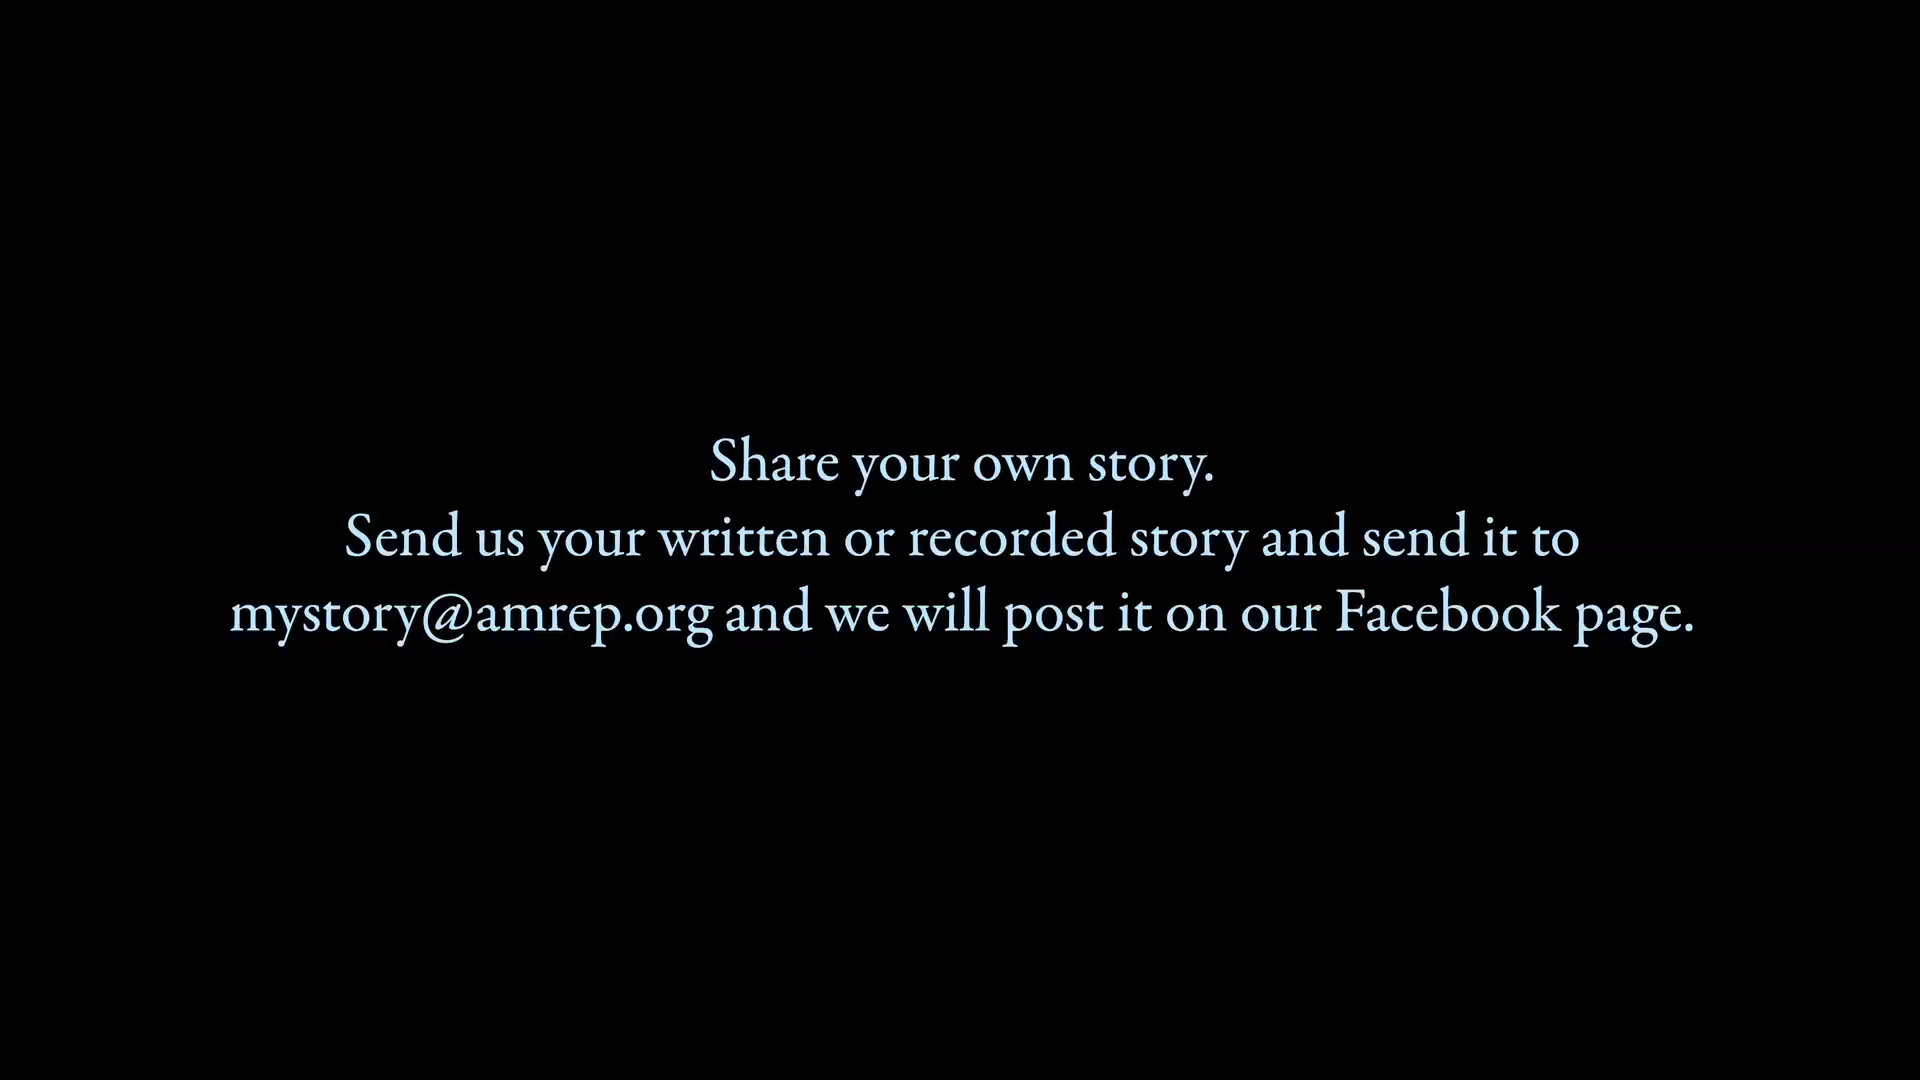 Share your own story.
Send us your written or recorded story and send it to
mystory@amrep.org and we will post it on our Facebook page.